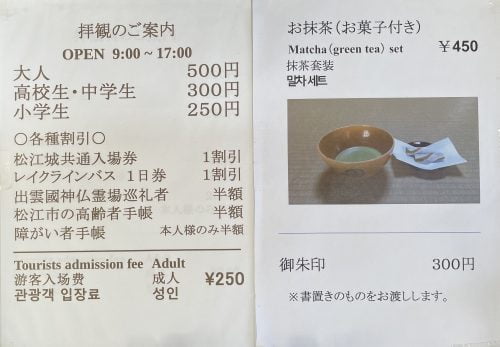 拝観のご案内
OPEN 9:00～17:00
大人 500円
高校生・中学生 300円
小学生 250円
〇各種割引〇
松江城共通入場券 1割引
レイクラインバス 1日券 1割引
出雲國神仏霊場巡礼者 半額
松江市の高齢者手帳 半額
障がい者手帳 本人様のみ半額
Tourists admission fee Adult
游客入场费 成人 ¥250
관광객 입장료 성인
お抹茶（お菓子付き）
Matcha（green tea）set ￥450
抹茶套装
말차 세트
御朱印 300円
※書置きのものをお渡しします。